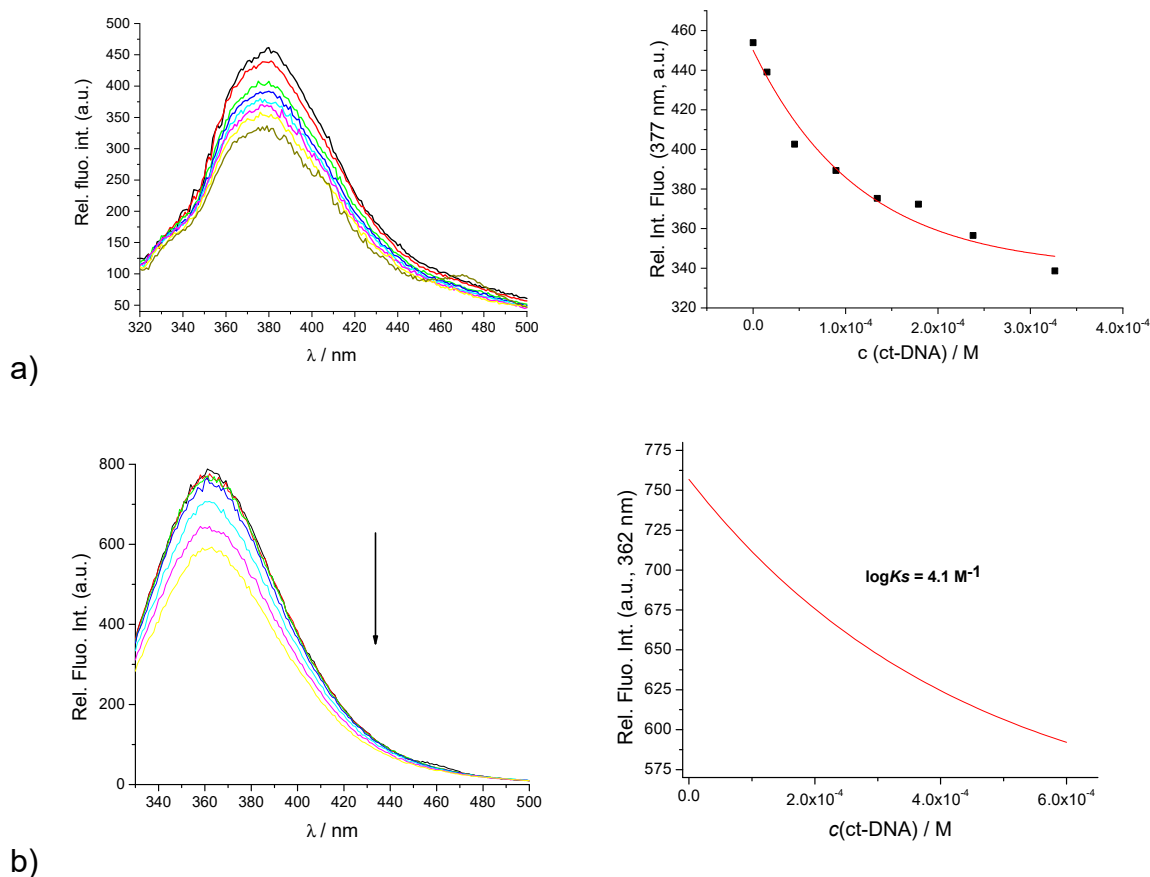 500
450
400
350
300
250
200
150
100
50
320 340 360 380 400 420 440 460 480 500
Rel. fluo. int. (a.u.)
λ / nm
460
440
420
400
380
360
340
320
0.0 1.0x10⁻⁴ 2.0x10⁻⁴ 3.0x10⁻⁴ 4.0x10⁻⁴
Rel. Int. Fluo. (377 nm, a.u.)
c (ct-DNA) / M
a)
800
600
400
200
0
340 360 380 400 420 440 460 480 500
Rel. Fluo. Int. (a.u.)
λ / nm
775
750
725
700
675
650
625
600
575
0.0 2.0x10⁻⁴ 4.0x10⁻⁴ 6.0x10⁻⁴
Rel. Fluo. Int. (a.u., 362 nm)
logKs = 4.1 M⁻¹
c(ct-DNA) / M
b)